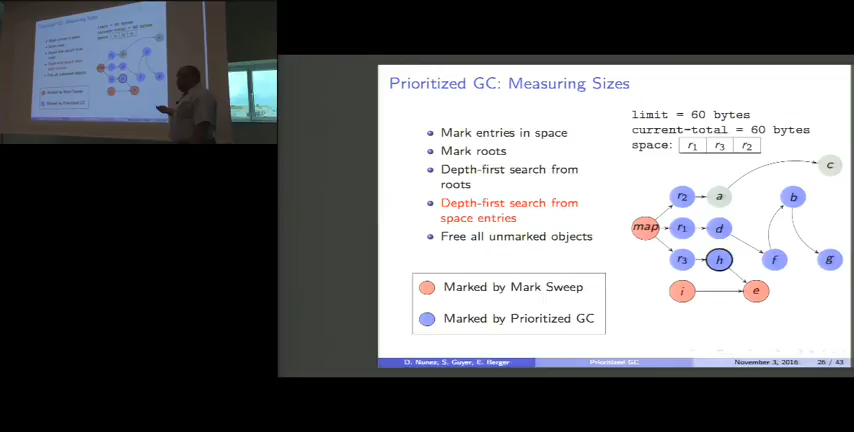 Prioritized GC: Measuring Sizes
limit = 60 bytes
current-total = 60 bytes
space: r1 r3 r2
Mark entries in space
Mark roots
Depth-first search from
roots
Depth-first search from
space entries
Free all unmarked objects
c
r2 a b
map r1 d
r3 h f g
i e
Marked by Mark Sweep
Marked by Prioritized GC
D. Nunez, S. Guyer, E. Berger Prioritized GC November 3, 2016 26 / 43